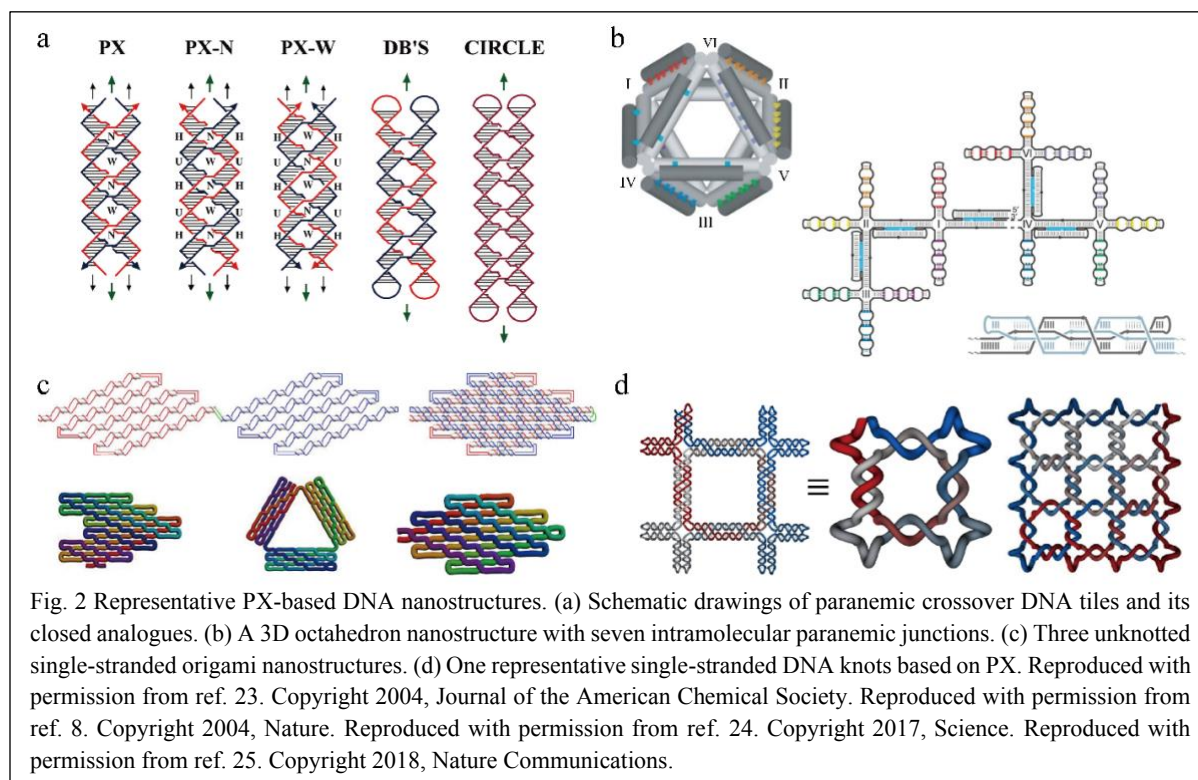 a
PX PX-N PX-W DB'S CIRCLE
N N N
H N H H N H
W W W
U U U U
N N N
H H H H
W W W
U U U U
N N N
H H H H
b
VI
I II
IV V
III
VI
II I IV V
III
c
d
≡
Fig. 2 Representative PX-based DNA nanostructures. (a) Schematic drawings of paranemic crossover DNA tiles and its
closed analogues. (b) A 3D octahedron nanostructure with seven intramolecular paranemic junctions. (c) Three unknotted
single-stranded origami nanostructures. (d) One representative single-stranded DNA knots based on PX. Reproduced with
permission from ref. 23. Copyright 2004, Journal of the American Chemical Society. Reproduced with permission from
ref. 8. Copyright 2004, Nature. Reproduced with permission from ref. 24. Copyright 2017, Science. Reproduced with
permission from ref. 25. Copyright 2018, Nature Communications.